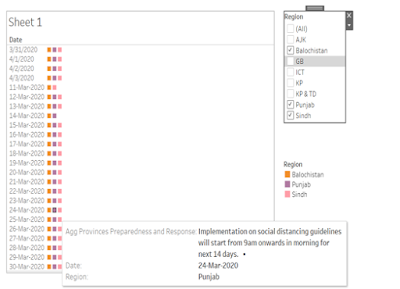 Sheet 1
Date
3/31/2020
4/1/2020
4/2/2020
4/3/2020
11-Mar-2020
12-Mar-2020
13-Mar-2020
14-Mar-2020
15-Mar-2020
16-Mar-2020
17-Mar-2020
18-Mar-2020
19-Mar-2020
20-Mar-2020
21-Mar-2020
22-Mar-2020
23-Mar-2020
24-Mar-2020
25-Mar-2020
26-Mar-2020
27-Mar-2020
28-Mar-2020
29-Mar-2020
30-Mar-2020
Agg Provinces Preparedness and Response: Implementation on social distancing guidelines
will start from 9am onwards in morning for
next 14 days. •
Date: 24-Mar-2020
Region: Punjab
Region
(All)
AJK
Balochistan
GB
ICT
KP
KP & TD
Punjab
Sindh
Region
Balochistan
Punjab
Sindh